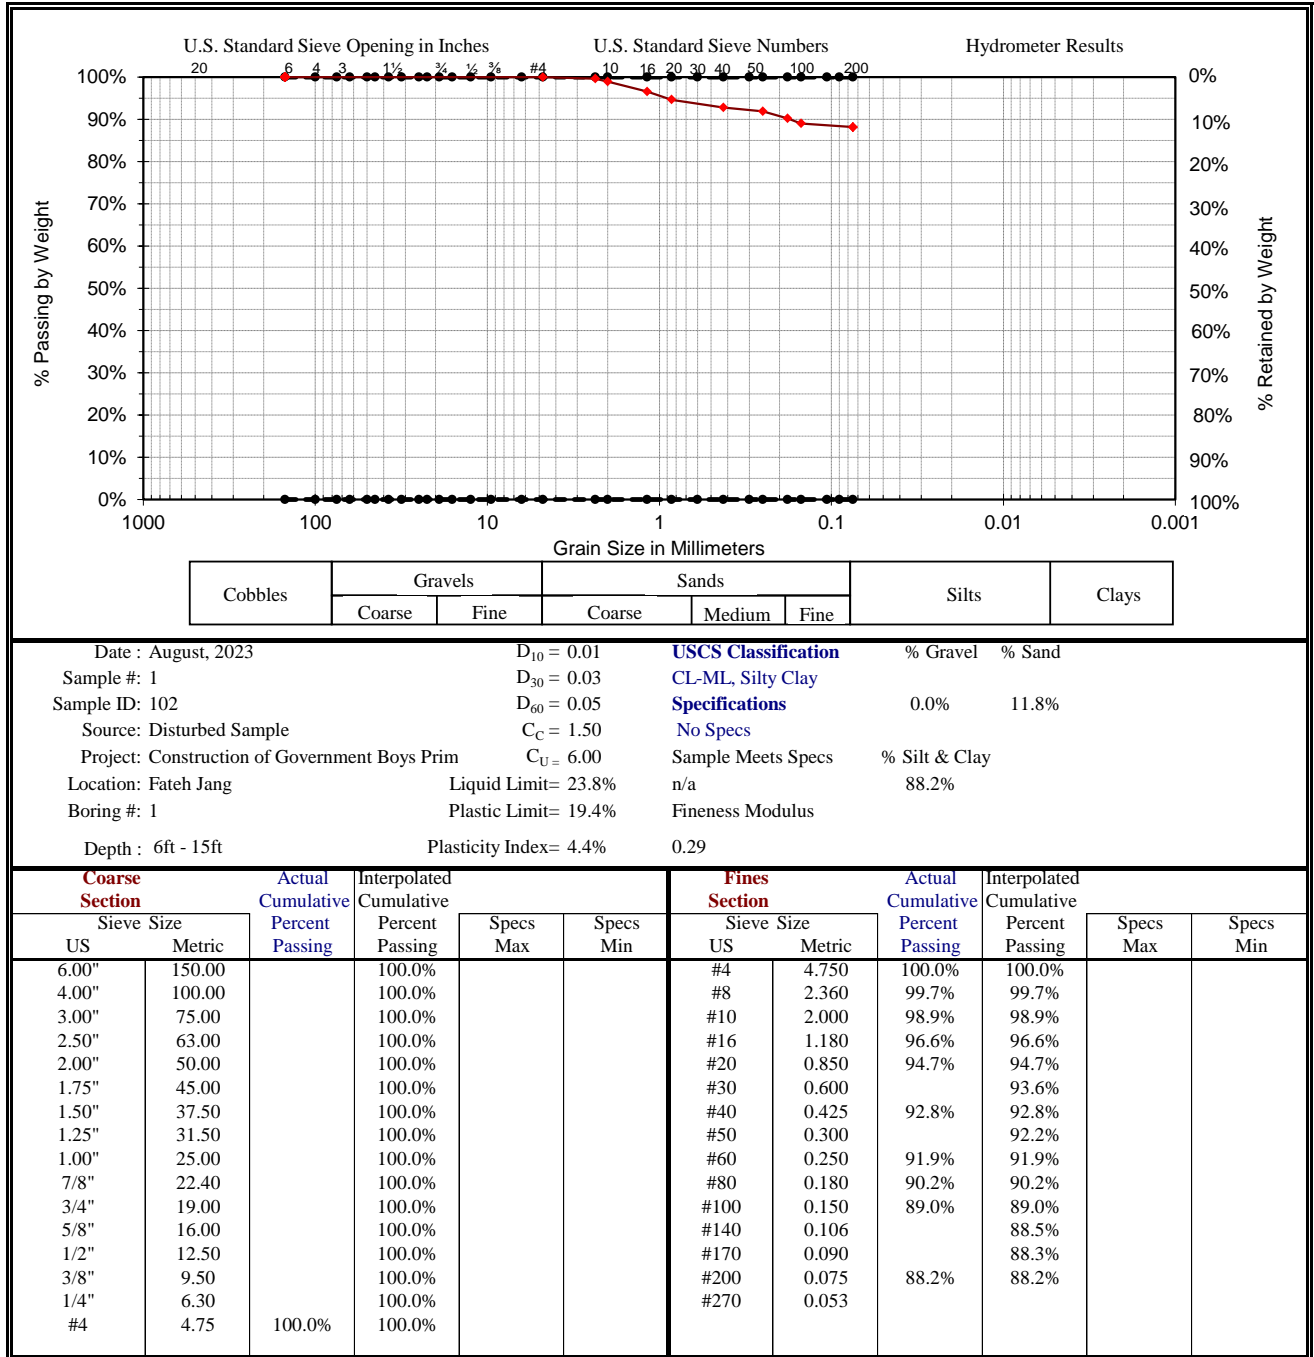 U.S. Standard Sieve Opening in Inches U.S. Standard Sieve Numbers Hydrometer Results
20 6 4 3 1½ ¾ ½ ⅜ #4 10 16 20 30 40 50 100 200
100% 0%
90% 10%
80% 20%
70% 30%
60% 40%
50% 50%
40% 60%
30% 70%
20% 80%
10% 90%
0% 100%
% Passing by Weight
% Retained by Weight
1000 100 10 1 0.1 0.01 0.001
Grain Size in Millimeters
Cobbles Gravels Sands Silts Clays
Coarse Fine Coarse Medium Fine
Date : August, 2023 D10 = 0.01 USCS Classification % Gravel % Sand
Sample #: 1 D30 = 0.03 CL-ML, Silty Clay
Sample ID: 102 D60 = 0.05 Specifications 0.0% 11.8%
Source: Disturbed Sample CC = 1.50 No Specs
Project: Construction of Government Boys Prim CU = 6.00 Sample Meets Specs % Silt & Clay
Location: Fateh Jang Liquid Limit= 23.8% n/a 88.2%
Boring #: 1 Plastic Limit= 19.4% Fineness Modulus
Depth : 6ft - 15ft Plasticity Index= 4.4% 0.29
Coarse Actual Interpolated Fines Actual Interpolated
Section Cumulative Cumulative Section Cumulative Cumulative
Sieve Size Percent Percent Specs Specs Sieve Size Percent Percent Specs Specs
US Metric Passing Passing Max Min US Metric Passing Passing Max Min
6.00" 150.00 100.0% #4 4.750 100.0% 100.0%
4.00" 100.00 100.0% #8 2.360 99.7% 99.7%
3.00" 75.00 100.0% #10 2.000 98.9% 98.9%
2.50" 63.00 100.0% #16 1.180 96.6% 96.6%
2.00" 50.00 100.0% #20 0.850 94.7% 94.7%
1.75" 45.00 100.0% #30 0.600 93.6%
1.50" 37.50 100.0% #40 0.425 92.8% 92.8%
1.25" 31.50 100.0% #50 0.300 92.2%
1.00" 25.00 100.0% #60 0.250 91.9% 91.9%
7/8" 22.40 100.0% #80 0.180 90.2% 90.2%
3/4" 19.00 100.0% #100 0.150 89.0% 89.0%
5/8" 16.00 100.0% #140 0.106 88.5%
1/2" 12.50 100.0% #170 0.090 88.3%
3/8" 9.50 100.0% #200 0.075 88.2% 88.2%
1/4" 6.30 100.0% #270 0.053
#4 4.75 100.0% 100.0%